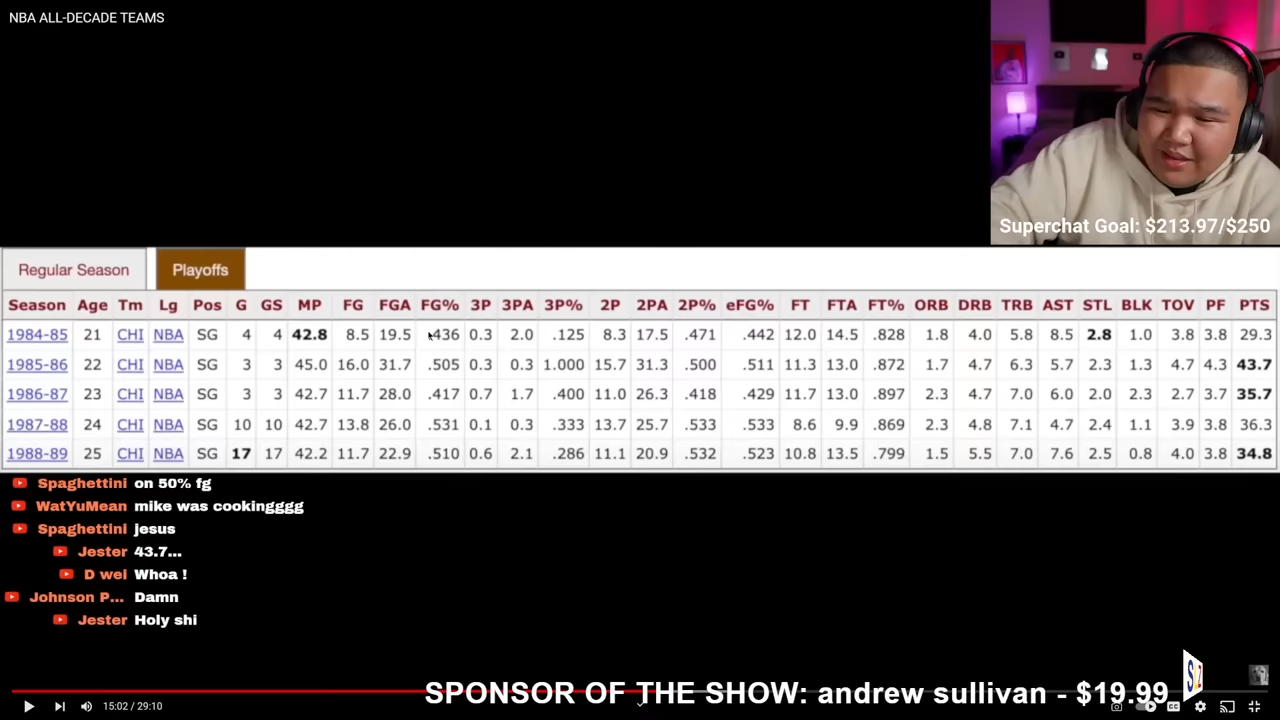 NBA ALL-DECADE TEAMS
Superchat Goal: $213.97/$250
Regular Season Playoffs
Season Age Tm Lg Pos G GS MP FG FGA FG% 3P 3PA 3P% 2P 2PA 2P% eFG% FT FTA FT% ORB DRB TRB AST STL BLK TOV PF PTS
1984-85 21 CHI NBA SG 4 4 42.8 8.5 19.5 .436 0.3 2.0 .125 8.3 17.5 .471 .442 12.0 14.5 .828 1.8 4.0 5.8 8.5 2.8 1.0 3.8 3.8 29.3
1985-86 22 CHI NBA SG 3 3 45.0 16.0 31.7 .505 0.3 0.3 1.000 15.7 31.3 .500 .511 11.3 13.0 .872 1.7 4.7 6.3 5.7 2.3 1.3 4.7 4.3 43.7
1986-87 23 CHI NBA SG 3 3 42.7 11.7 28.0 .417 0.7 1.7 .400 11.0 26.3 .418 .429 11.7 13.0 .897 2.3 4.7 7.0 6.0 2.0 2.3 2.7 3.7 35.7
1987-88 24 CHI NBA SG 10 10 42.7 13.8 26.0 .531 0.1 0.3 .333 13.7 25.7 .533 .533 8.6 9.9 .869 2.3 4.8 7.1 4.7 2.4 1.1 3.9 3.8 36.3
1988-89 25 CHI NBA SG 17 17 42.2 11.7 22.9 .510 0.6 2.1 .286 11.1 20.9 .532 .523 10.8 13.5 .799 1.5 5.5 7.0 7.6 2.5 0.8 4.0 3.8 34.8
Spaghettini on 50% fg
WatYuMean mike was cookingggg
Spaghettini jesus
Jester 43.7...
D wei Whoa !
Johnson P... Damn
Jester Holy shi
SPONSOR OF THE SHOW: andrew sullivan - $19.99
15:02 / 29:10